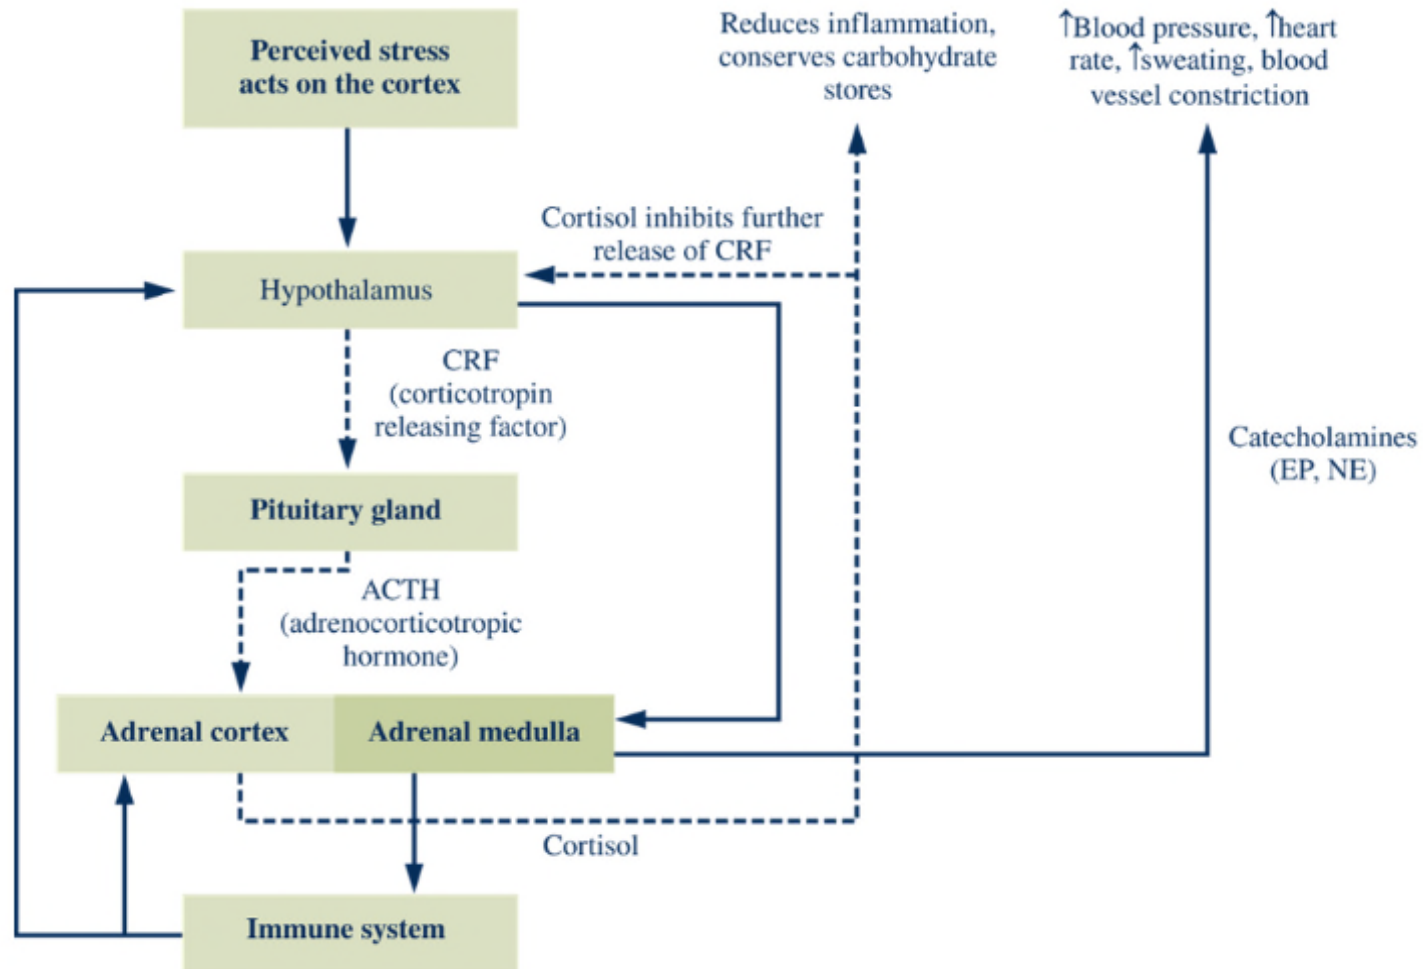 Perceived stress
acts on the cortex
Reduces inflammation,
conserves carbohydrate
stores
↑Blood pressure, ↑heart
rate, ↑sweating, blood
vessel constriction
Cortisol inhibits further
release of CRF
Hypothalamus
CRF
(corticotropin
releasing factor)
Catecholamines
(EP, NE)
Pituitary gland
ACTH
(adrenocorticotropic
hormone)
Adrenal cortex
Adrenal medulla
Cortisol
Immune system